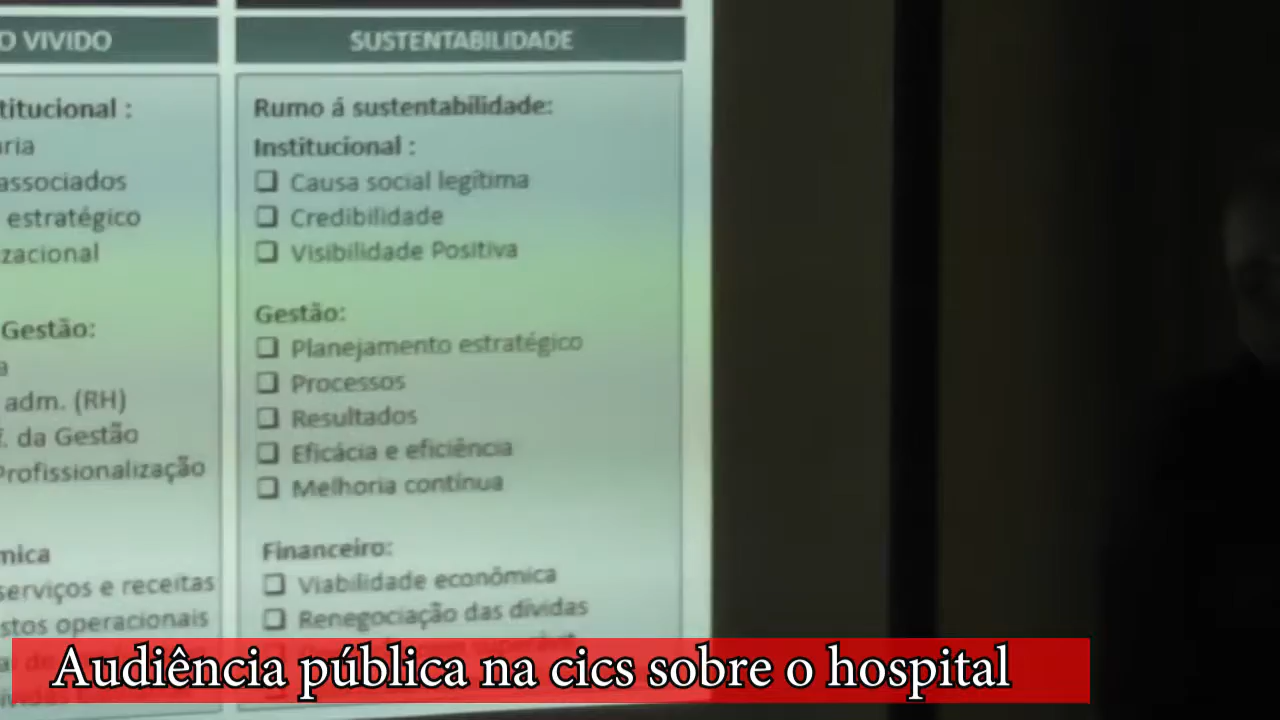 O VIVIDO
titucional :
ria
associados
estratégico
zacional
Gestão:
a
adm. (RH)
. da Gestão
Profissionalização
mica
serviços e receitas
stos operacionais
SUSTENTABILIDADE
Rumo á sustentabilidade:
Institucional :
❑ Causa social legítima
❑ Credibilidade
❑ Visibilidade Positiva
Gestão:
❑ Planejamento estratégico
❑ Processos
❑ Resultados
❑ Eficácia e eficiência
❑ Melhoria contínua
Financeiro:
❑ Viabilidade econômica
❑ Renegociação das dívidas
Audiência pública na cics sobre o hospital